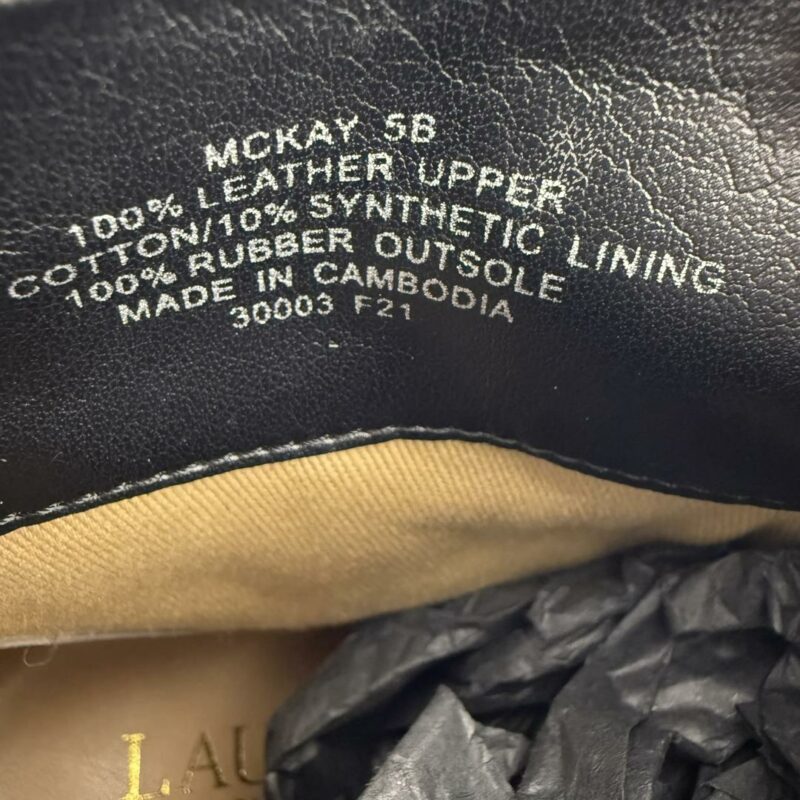 MCKAY 5B
100% LEATHER UPPER
COTTON/10% SYNTHETIC LINING
100% RUBBER OUTSOLE
MADE IN CAMBODIA
30003 F21
LAU